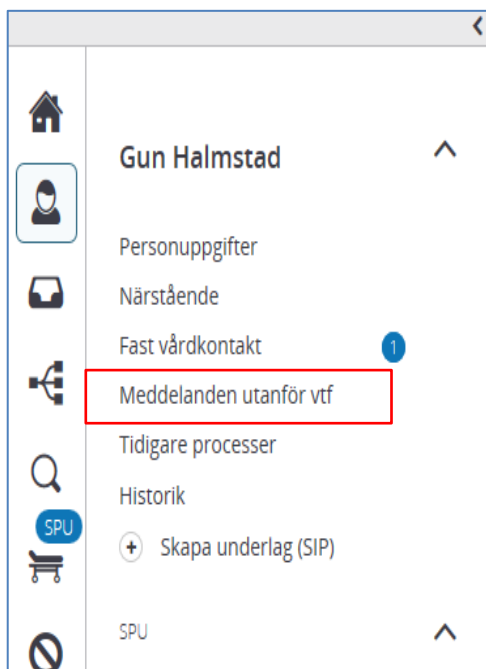 Gun Halmstad
Personuppgifter
Närstående
Fast vårdkontakt 1
Meddelanden utanför vtf
Tidigare processer
Historik
SPU
+ Skapa underlag (SIP)
SPU